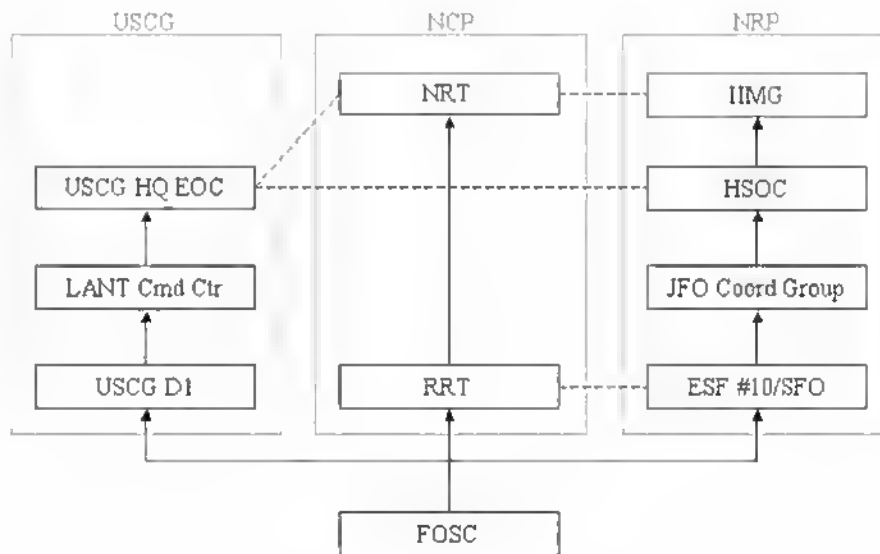 USCG
NCP
NRP
NRT
IIMG
USCG HQ EOC
HSOC
LANT Cmd Ctr
JFO Coord Group
USCG D1
RRT
ESF #10/SFO
FOSC